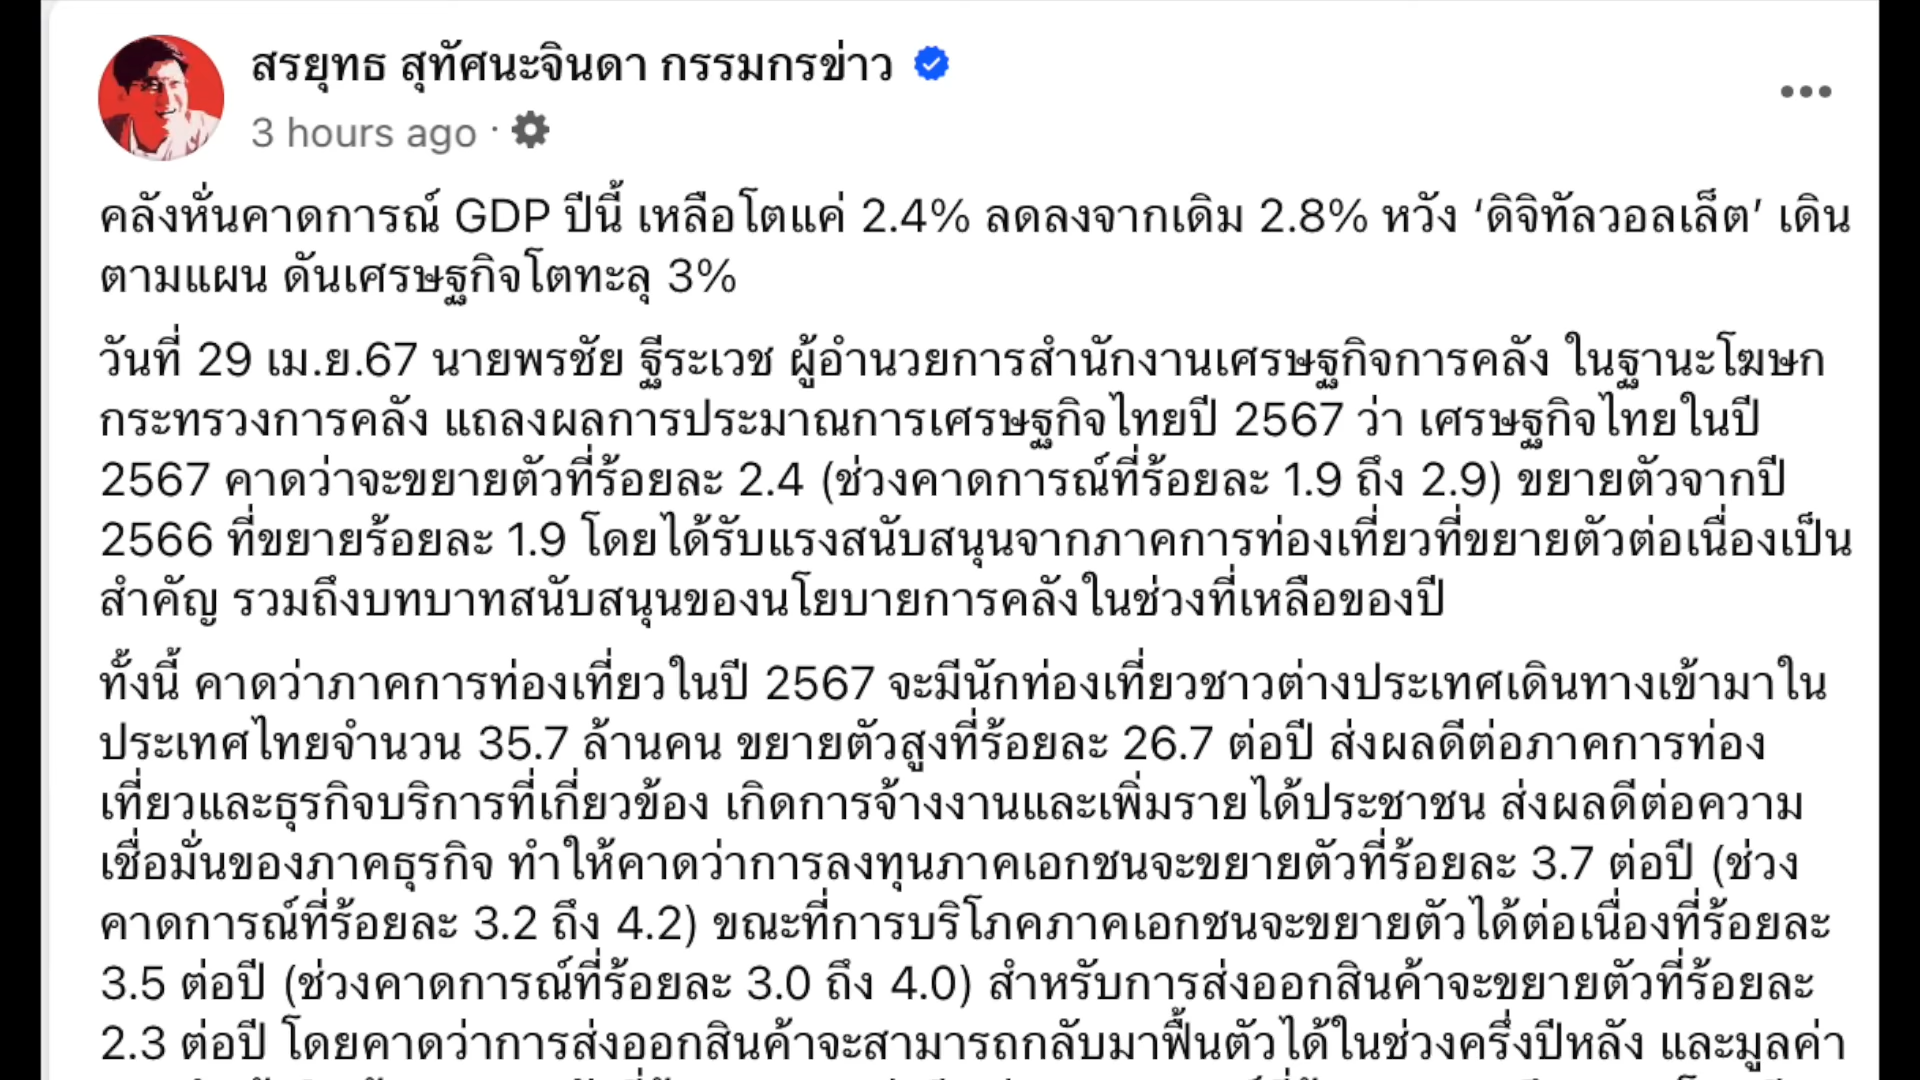 สรยุทธ สุทัศนะจินดา กรรมกรข่าว
3 hours ago ·
คลังหั่นคาดการณ์ GDP ปีนี้ เหลือโตแค่ 2.4% ลดลงจากเดิม 2.8% หวัง ‘ดิจิทัลวอลเล็ต’ เดิน
ตามแผน ดันเศรษฐกิจโตทะลุ 3%
วันที่ 29 เม.ย.67 นายพรชัย ฐีระเวช ผู้อำนวยการสำนักงานเศรษฐกิจการคลัง ในฐานะโฆษก
กระทรวงการคลัง แถลงผลการประมาณการเศรษฐกิจไทยปี 2567 ว่า เศรษฐกิจไทยในปี
2567 คาดว่าจะขยายตัวที่ร้อยละ 2.4 (ช่วงคาดการณ์ที่ร้อยละ 1.9 ถึง 2.9) ขยายตัวจากปี
2566 ที่ขยายร้อยละ 1.9 โดยได้รับแรงสนับสนุนจากภาคการท่องเที่ยวที่ขยายตัวต่อเนื่องเป็น
สำคัญ รวมถึงบทบาทสนับสนุนของนโยบายการคลังในช่วงที่เหลือของปี
ทั้งนี้ คาดว่าภาคการท่องเที่ยวในปี 2567 จะมีนักท่องเที่ยวชาวต่างประเทศเดินทางเข้ามาใน
ประเทศไทยจำนวน 35.7 ล้านคน ขยายตัวสูงที่ร้อยละ 26.7 ต่อปี ส่งผลดีต่อภาคการท่อง
เที่ยวและธุรกิจบริการที่เกี่ยวข้อง เกิดการจ้างงานและเพิ่มรายได้ประชาชน ส่งผลดีต่อความ
เชื่อมั่นของภาคธุรกิจ ทำให้คาดว่าการลงทุนภาคเอกชนจะขยายตัวที่ร้อยละ 3.7 ต่อปี (ช่วง
คาดการณ์ที่ร้อยละ 3.2 ถึง 4.2) ขณะที่การบริโภคภาคเอกชนจะขยายตัวได้ต่อเนื่องที่ร้อยละ
3.5 ต่อปี (ช่วงคาดการณ์ที่ร้อยละ 3.0 ถึง 4.0) สำหรับการส่งออกสินค้าจะขยายตัวที่ร้อยละ
2.3 ต่อปี โดยคาดว่าการส่งออกสินค้าจะสามารถกลับมาฟื้นตัวได้ในช่วงครึ่งปีหลัง และมูลค่า